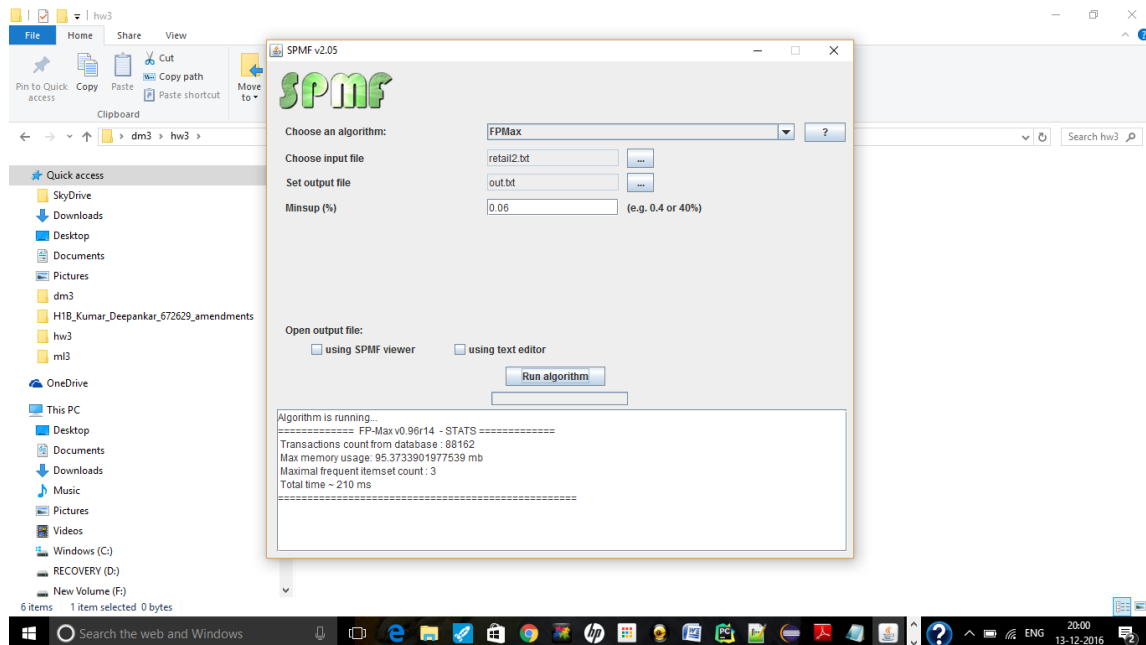 hw3
File Home Share View
Pin to Quick access
Copy
Paste
Cut
Copy path
Paste shortcut
Move to
Clipboard
dm3 > hw3 >
Search hw3
Quick access
SkyDrive
Downloads
Desktop
Documents
Pictures
dm3
H1B_Kumar_Deepankar_672629_amendments
hw3
ml3
OneDrive
This PC
Desktop
Documents
Downloads
Music
Pictures
Videos
Windows (C:)
RECOVERY (D:)
New Volume (F:)
6 items 1 item selected 0 bytes
SPMF v2.05
SPMF
Choose an algorithm: FPMax ?
Choose input file retail2.txt ...
Set output file out.txt ...
Minsup (%) 0.06 (e.g. 0.4 or 40%)
Open output file:
using SPMF viewer using text editor
Run algorithm
Algorithm is running...
============= FP-Max v0.96r14 - STATS =============
Transactions count from database : 88162
Max memory usage: 95.3733901977539 mb
Maximal frequent itemset count : 3
Total time ~ 210 ms
===================================================
Search the web and Windows
ENG
20:00
13-12-2016